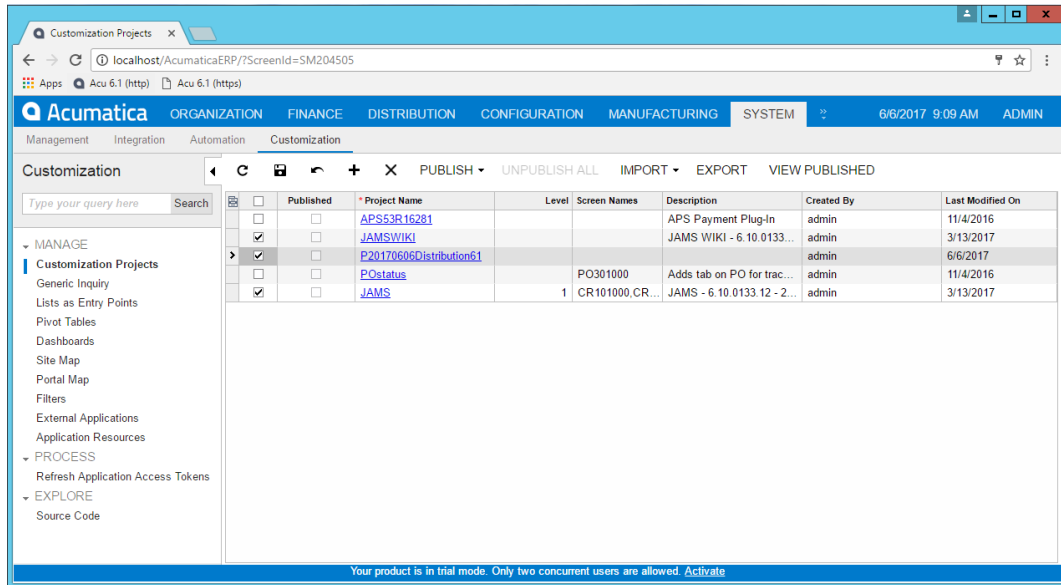 Customization Projects
localhost/AcumaticaERP/?ScreenId=SM204505
Apps Acu 6.1 (http) Acu 6.1 (https)
Acumatica ORGANIZATION FINANCE DISTRIBUTION CONFIGURATION MANUFACTURING SYSTEM 6/6/2017 9:09 AM ADMIN
Management Integration Automation Customization
Customization PUBLISH UNPUBLISH ALL IMPORT EXPORT VIEW PUBLISHED
Type your query here Search
Published * Project Name Level Screen Names Description Created By Last Modified On
APS53R16281 APS Payment Plug-In admin 11/4/2016
JAMSWIKI JAMS WIKI - 6.10.0133... admin 3/13/2017
P20170606Distribution61 admin 6/6/2017
POstatus PO301000 Adds tab on PO for trac... admin 11/4/2016
JAMS 1 CR101000,CR... JAMS - 6.10.0133.12 - 2... admin 3/13/2017
MANAGE
Customization Projects
Generic Inquiry
Lists as Entry Points
Pivot Tables
Dashboards
Site Map
Portal Map
Filters
External Applications
Application Resources
PROCESS
Refresh Application Access Tokens
EXPLORE
Source Code
Your product is in trial mode. Only two concurrent users are allowed. Activate